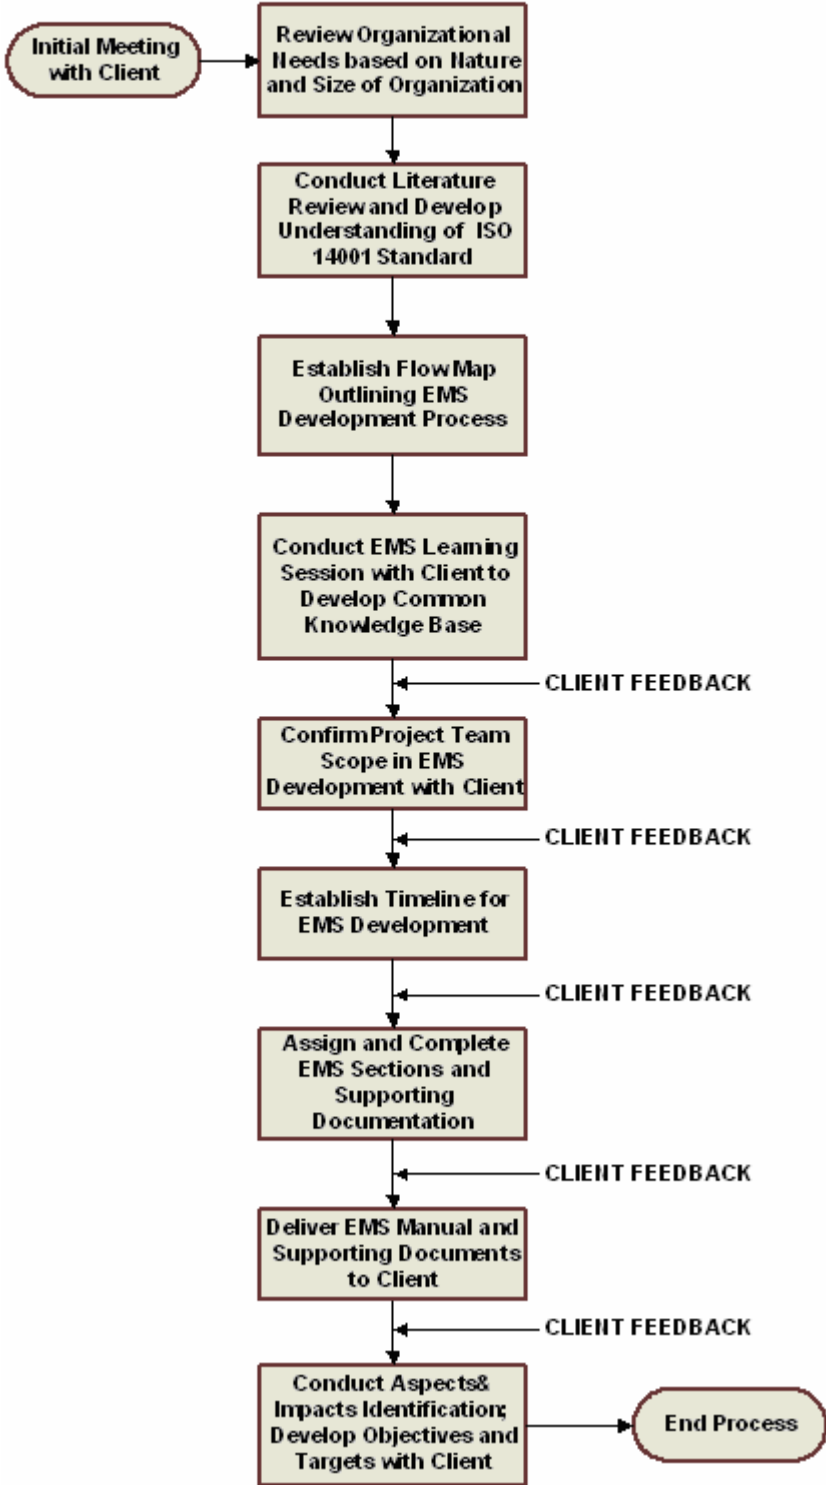 Initial Meeting
with Client
Review Organizational
Needs based on Nature
and Size of Organization
Conduct Literature
Review and Develop
Understanding of ISO
14001 Standard
Establish Flow Map
Outlining EMS
Development Process
Conduct EMS Learning
Session with Client to
Develop Common
Knowledge Base
CLIENT FEEDBACK
Confirm Project Team
Scope in EMS
Development with Client
CLIENT FEEDBACK
Establish Timeline for
EMS Development
CLIENT FEEDBACK
Assign and Complete
EMS Sections and
Supporting
Documentation
CLIENT FEEDBACK
Deliver EMS Manual and
Supporting Documents
to Client
CLIENT FEEDBACK
Conduct Aspects&
Impacts Identification;
Develop Objectives and
Targets with Client
End Process